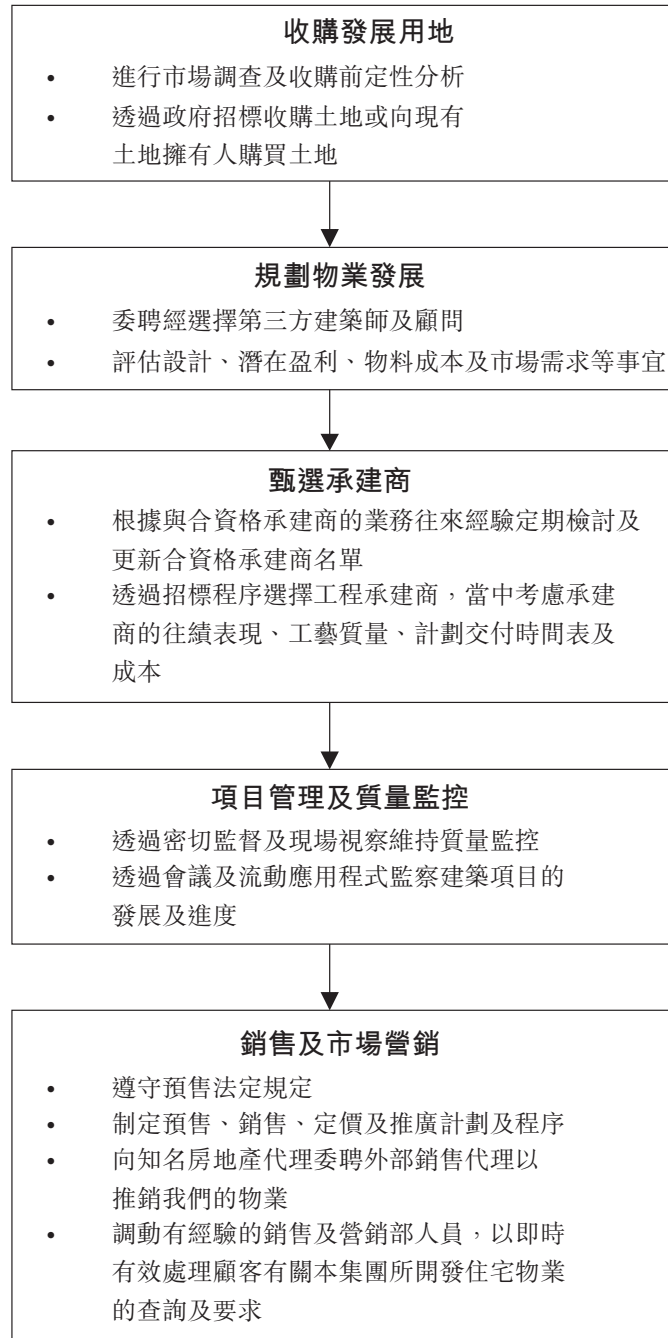 收購發展用地
• 進行市場調查及收購前定性分析
• 透過政府招標收購土地或向現有
土地擁有人購買土地
規劃物業發展
• 委聘經選擇第三方建築師及顧問
• 評估設計、潛在盈利、物料成本及市場需求等事宜
甄選承建商
• 根據與合資格承建商的業務往來經驗定期檢討及
更新合資格承建商名單
• 透過招標程序選擇工程承建商，當中考慮承建
商的往績表現、工藝質量、計劃交付時間表及
成本
項目管理及質量監控
• 透過密切監督及現場視察維持質量監控
• 透過會議及流動應用程式監察建築項目的
發展及進度
銷售及市場營銷
• 遵守預售法定規定
• 制定預售、銷售、定價及推廣計劃及程序
• 向知名房地產代理委聘外部銷售代理以
推銷我們的物業
• 調動有經驗的銷售及營銷部人員，以即時
有效處理顧客有關本集團所開發住宅物業
的查詢及要求